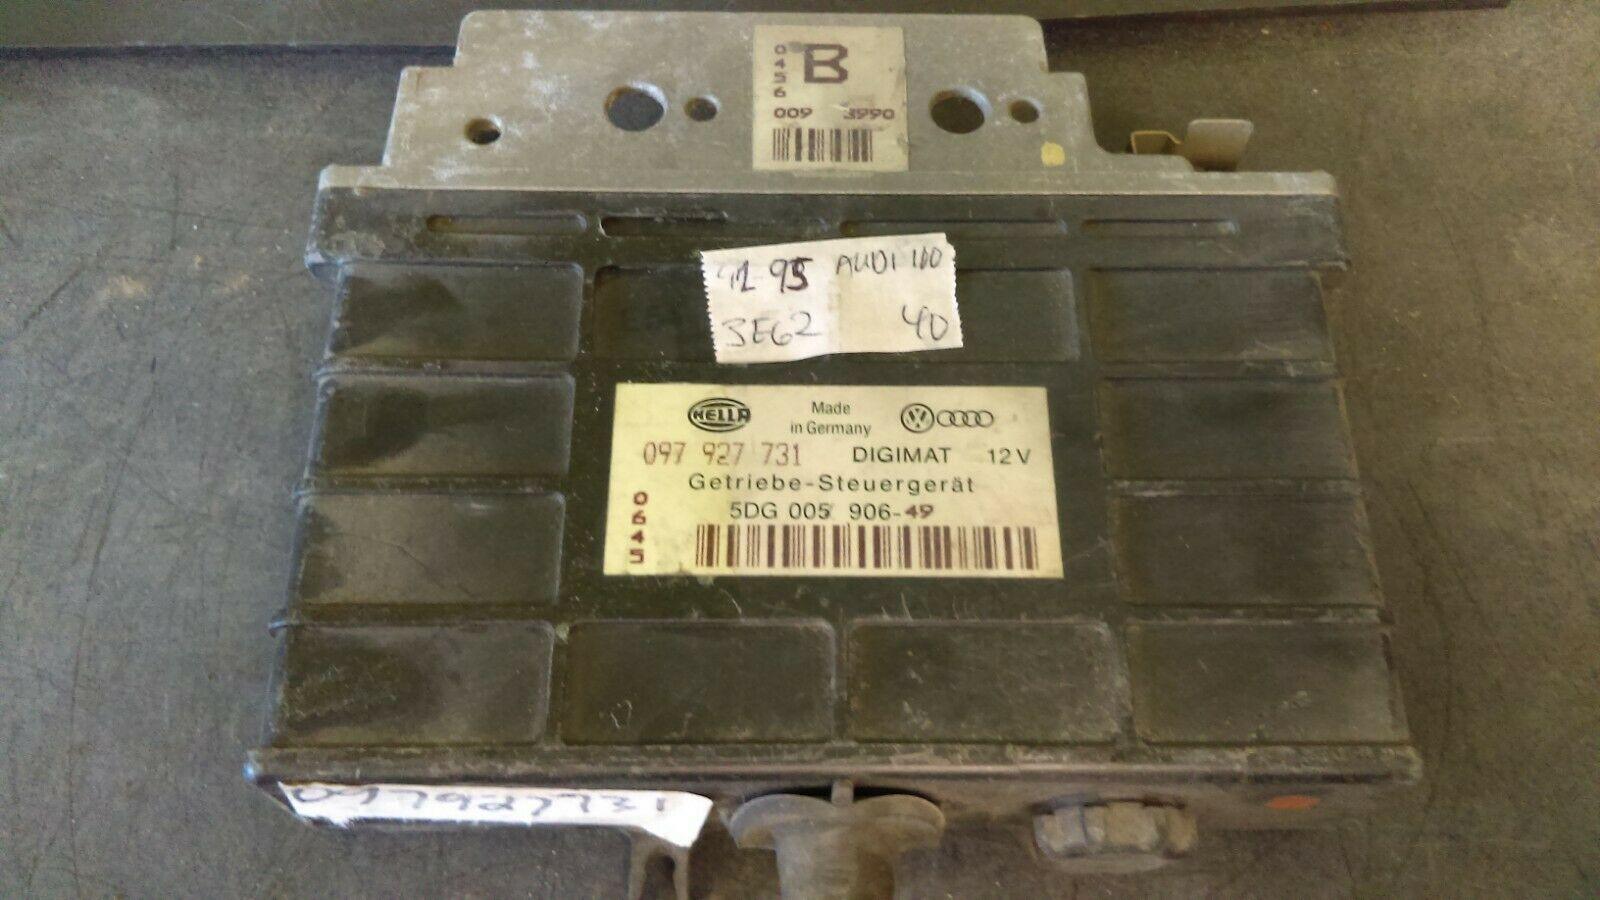 0456
B
009 3990
92-95 AUDI 100
3E62 40
HELLA
Made
in Germany
097 927 731 DIGIMAT 12V
Getriebe-Steuergerät
5DG 005 906-49
0645
097927731